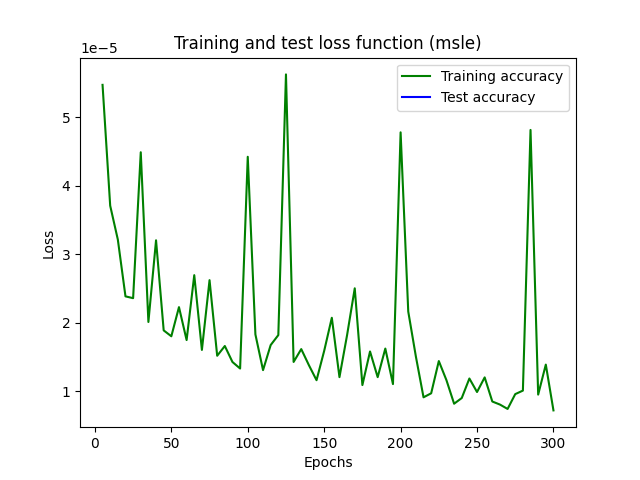 Training and test loss function (msle)
1e−5
Training accuracy
Test accuracy
5
4
3
2
1
Loss
0
50
100
150
200
250
300
Epochs